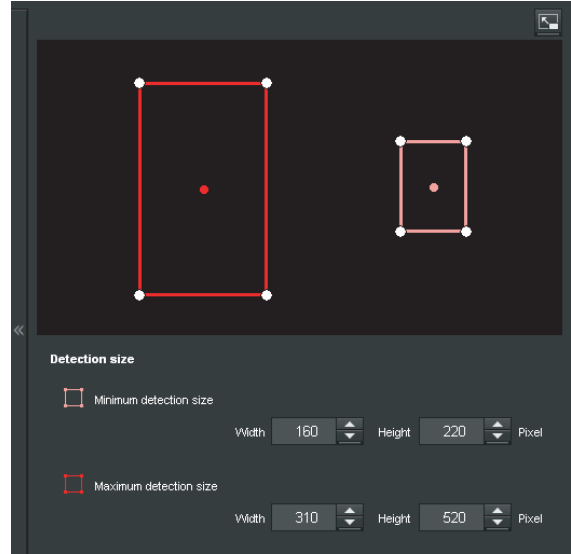 «
Detection size
Minimum detection size
Width 160 Height 220 Pixel
Maximum detection size
Width 310 Height 520 Pixel